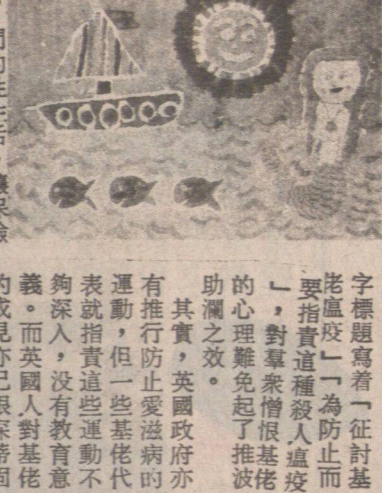 字標題寫着「征討基
佬瘟疫」「為防止而
要指責這種殺人瘟疫
」，對羣衆憎恨基佬
的心理難免起了推波
助瀾之效。
其實，英國政府亦
有推行防止愛滋病的
運動，但一些基佬代
表就指責這些運動不
夠深入，没有教育意
義。而英國人對基佬